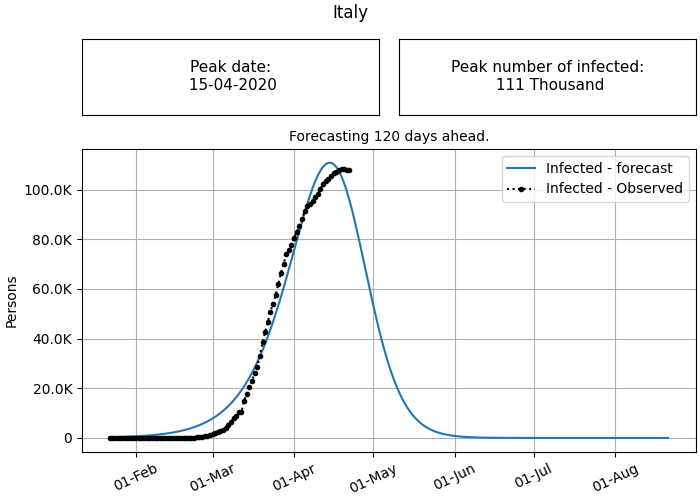 Italy
Peak date:
15-04-2020
Peak number of infected:
111 Thousand
Forecasting 120 days ahead.
Infected - forecast
Infected - Observed
Persons
100.0K
80.0K
60.0K
40.0K
20.0K
0
01-Feb
01-Mar
01-Apr
01-May
01-Jun
01-Jul
01-Aug